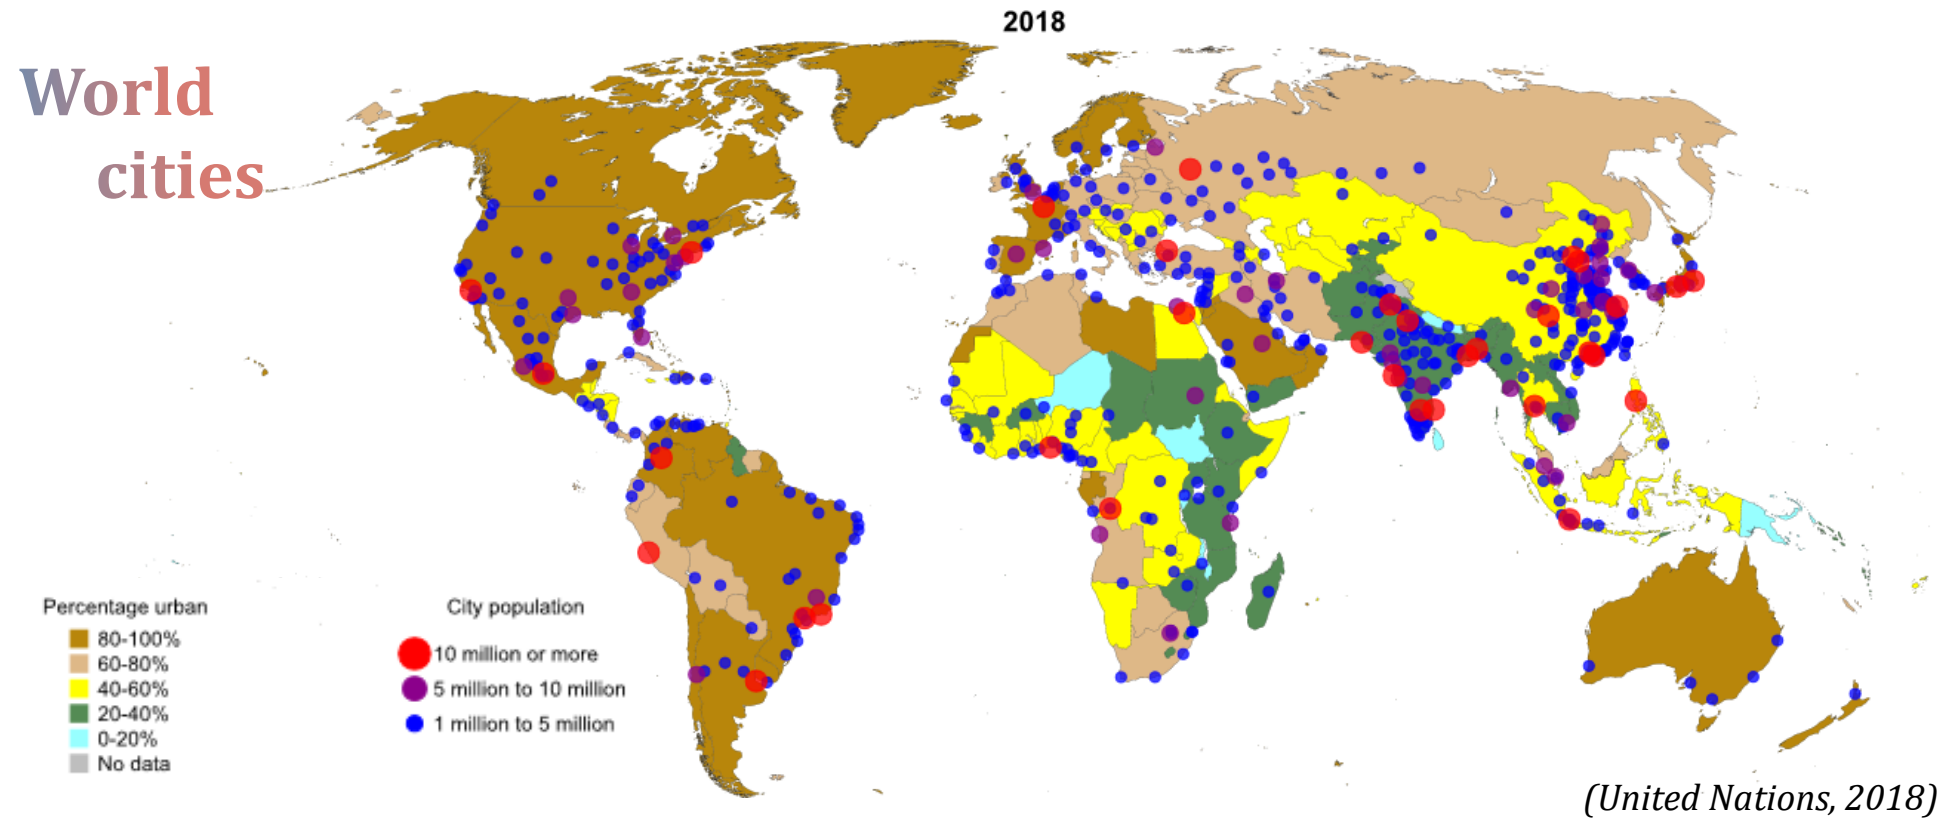 2018
World
cities
Percentage urban
80-100%
60-80%
40-60%
20-40%
0-20%
No data
City population
10 million or more
5 million to 10 million
1 million to 5 million
(United Nations, 2018)